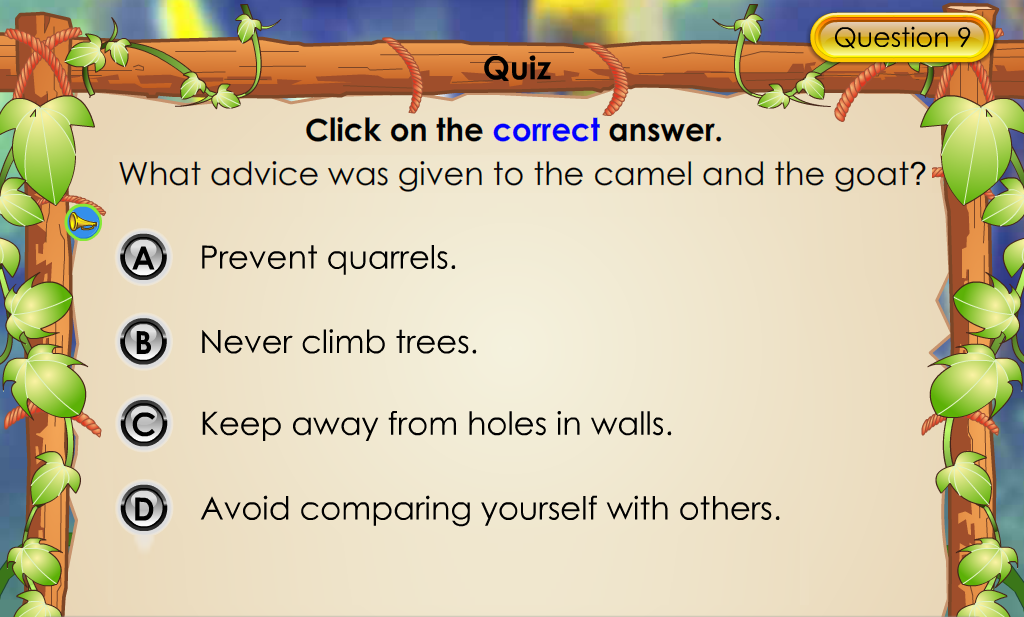 Question 9
Quiz
Click on the correct answer.
What advice was given to the camel and the goat?
A Prevent quarrels.
B Never climb trees.
C Keep away from holes in walls.
D Avoid comparing yourself with others.